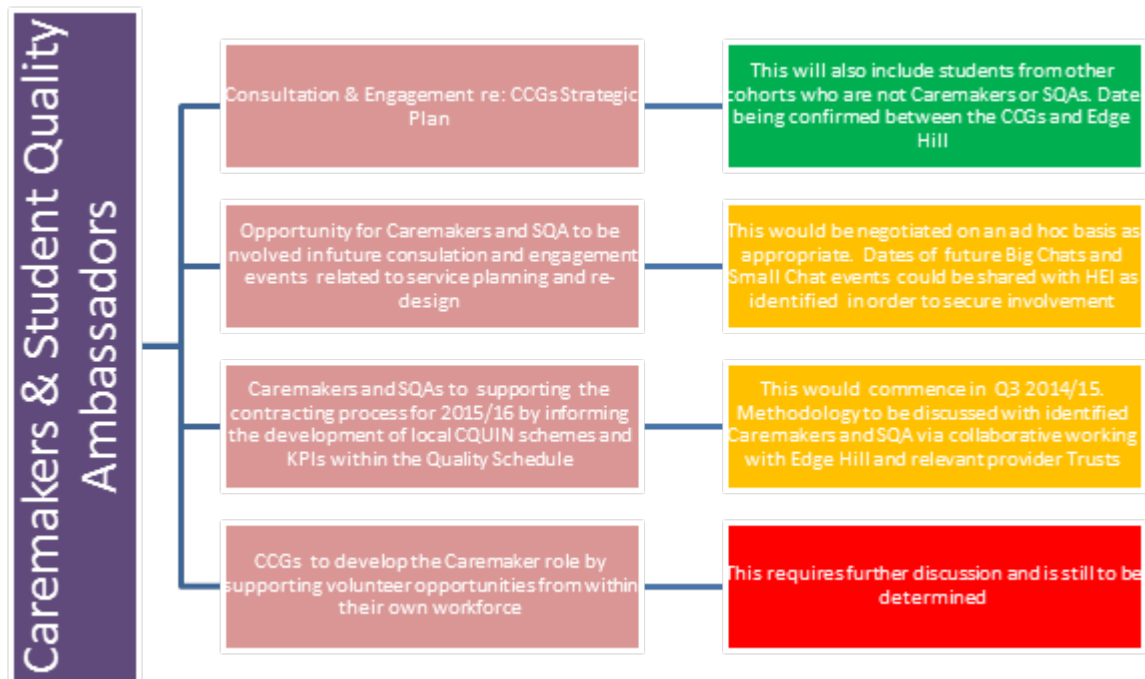 Caremakers & Student Quality
Ambassadors
Consultation & Engagement re: CCGs Strategic
Plan
This will also include students from other
cohorts who are not Caremakers or SQAs. Date
being confirmed between the CCGs and Edge
Hill
Opportunity for Caremakers and SQA to be
nvolved in future consulation and engagement
events related to service planning and re-
design
This would be negotiated on an ad hoc basis as
appropriate. Dates of future Big Chats and
Small Chat events could be shared with HEI as
identified in order to secure involvement
Caremakers and SQAs to supporting the
contracting process for 2015/16 by informing
the development of local CQUIN schemes and
KPIs within the Quality Schedule
This would commence in Q3 2014/15.
Methodology to be discussed with identified
Caremakers and SQA via collaborative working
with Edge Hill and relevant provider Trusts
CCGs to develop the Caremaker role by
supporting volunteer opportunities from within
their own workforce
This requires further discussion and is still to be
determined